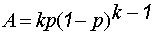 A = kp(1 – p)^{k – 1}